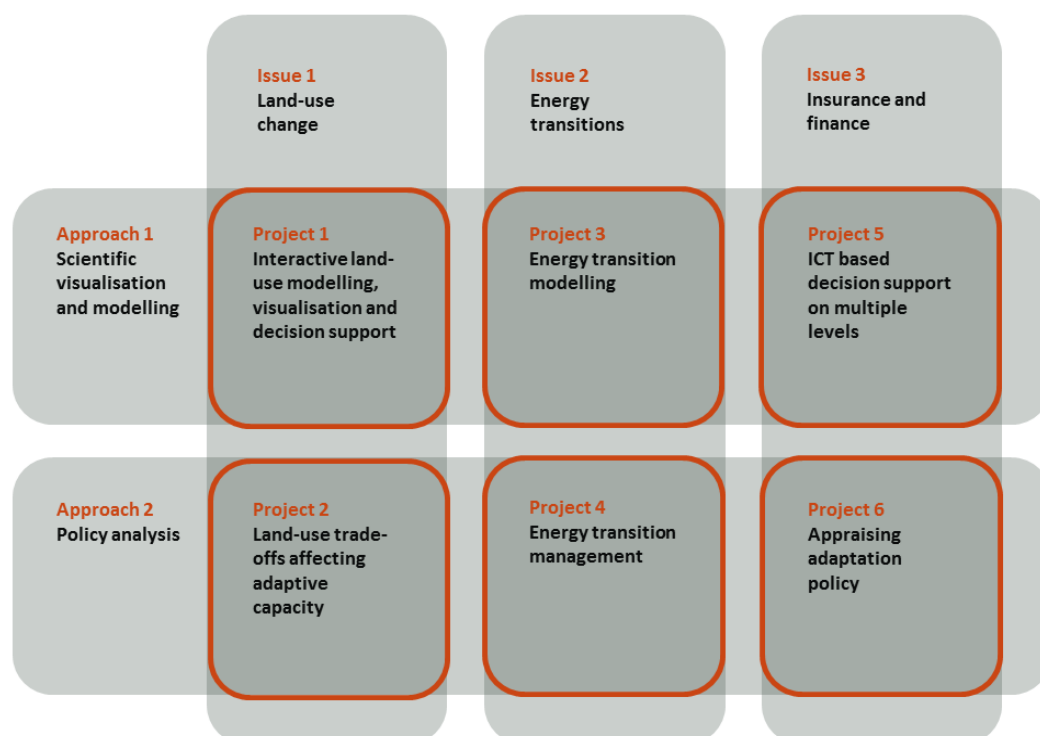 Issue 1
Land-use
change
Issue 2
Energy
transitions
Issue 3
Insurance and
finance
Approach 1
Scientific
visualisation
and modelling
Project 1
Interactive land-
use modelling,
visualisation and
decision support
Project 3
Energy transition
modelling
Project 5
ICT based
decision support
on multiple
levels
Approach 2
Policy analysis
Project 2
Land-use trade-
offs affecting
adaptive
capacity
Project 4
Energy transition
management
Project 6
Appraising
adaptation
policy